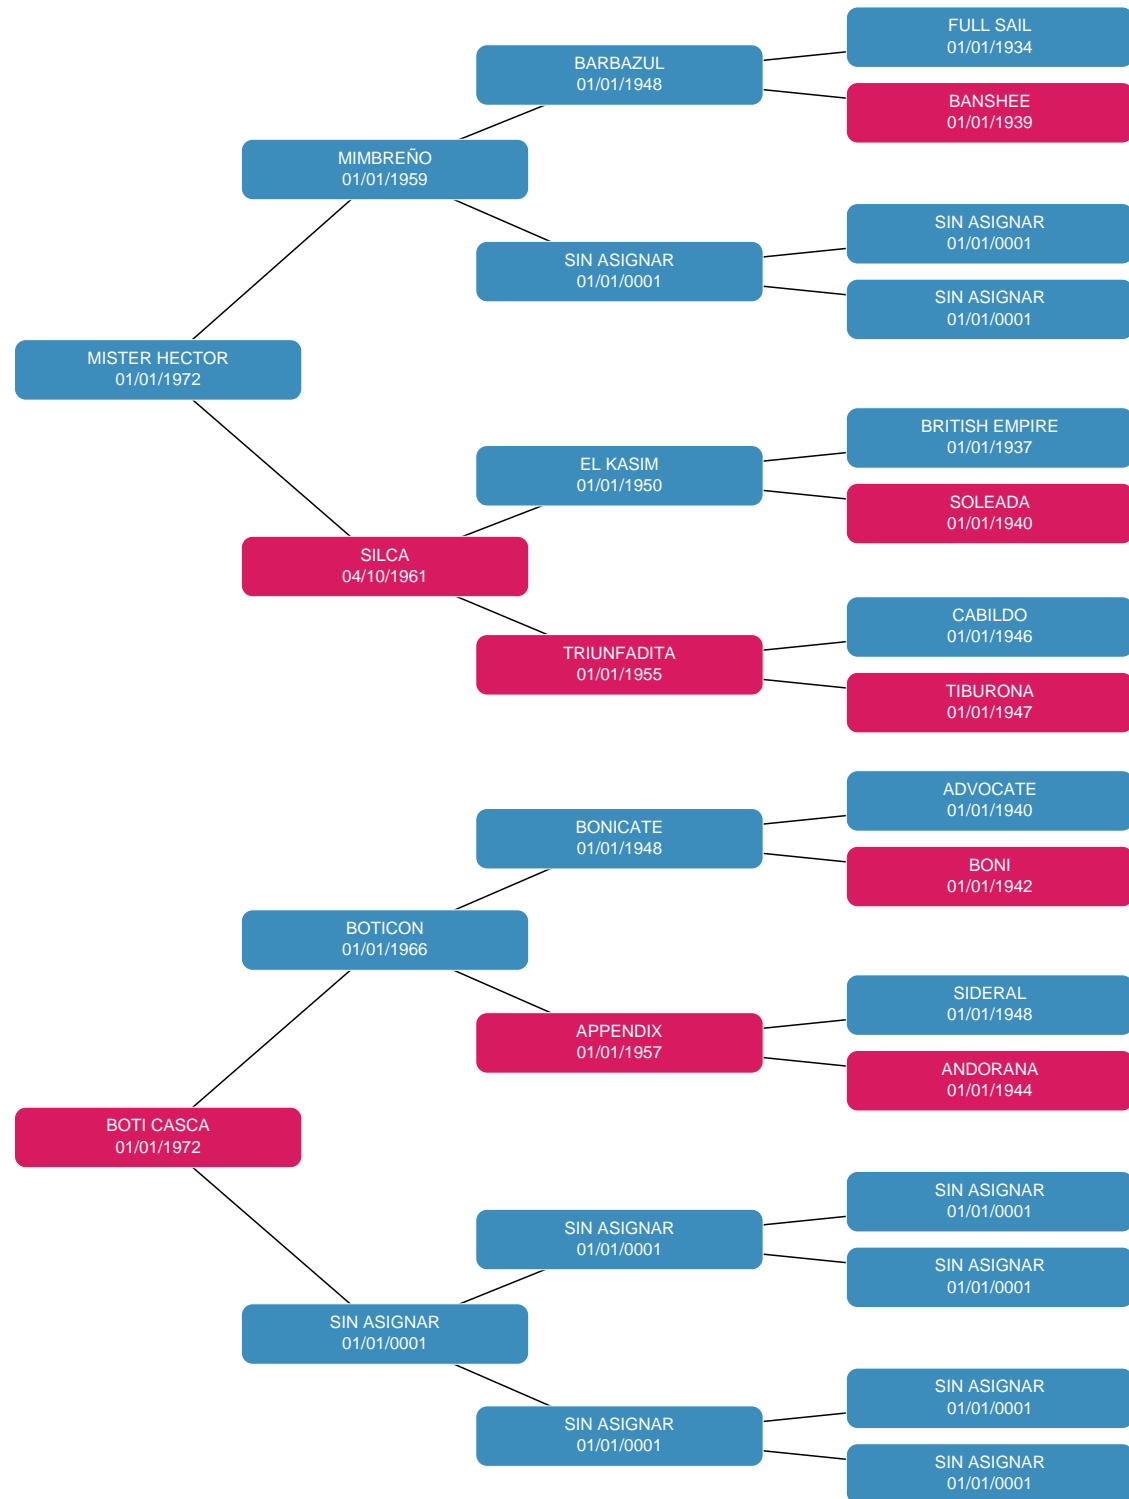 FULL SAIL
01/01/1934
BARBAZUL
01/01/1948
BANSHEE
01/01/1939
MIMBREÑO
01/01/1959
SIN ASIGNAR
01/01/0001
SIN ASIGNAR
01/01/0001
SIN ASIGNAR
01/01/0001
MISTER HECTOR
01/01/1972
BRITISH EMPIRE
01/01/1937
EL KASIM
01/01/1950
SOLEADA
01/01/1940
SILCA
04/10/1961
CABILDO
01/01/1946
TRIUNFADITA
01/01/1955
TIBURONA
01/01/1947
ADVOCATE
01/01/1940
BONICATE
01/01/1948
BONI
01/01/1942
BOTICON
01/01/1966
SIDERAL
01/01/1948
APPENDIX
01/01/1957
ANDORANA
01/01/1944
BOTI CASCA
01/01/1972
SIN ASIGNAR
01/01/0001
SIN ASIGNAR
01/01/0001
SIN ASIGNAR
01/01/0001
SIN ASIGNAR
01/01/0001
SIN ASIGNAR
01/01/0001
SIN ASIGNAR
01/01/0001
SIN ASIGNAR
01/01/0001